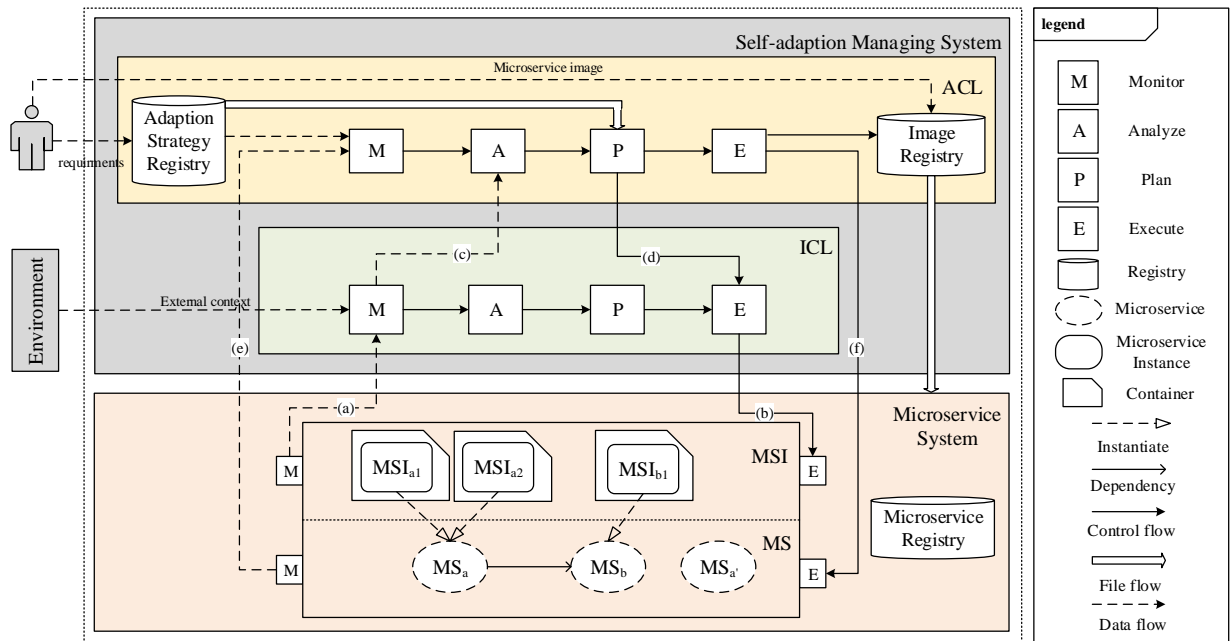 Self-adaption Managing System
Microservice image
ACL
Adaption
Strategy
Registry
requirments
M
A
P
E
Image
Registry
ICL
(c)
(d)
External context
M
A
P
E
Environment
(e)
(f)
(a)
(b)
Microservice
System
M
MSIa1
MSIa2
MSIb1
MSI
E
Microservice
Registry
MS
M
MSa
MSb
MSa'
E
legend
M Monitor
A Analyze
P Plan
E Execute
Registry
Microservice
Microservice
Instance
Container
Instantiate
Dependency
Control flow
File flow
Data flow